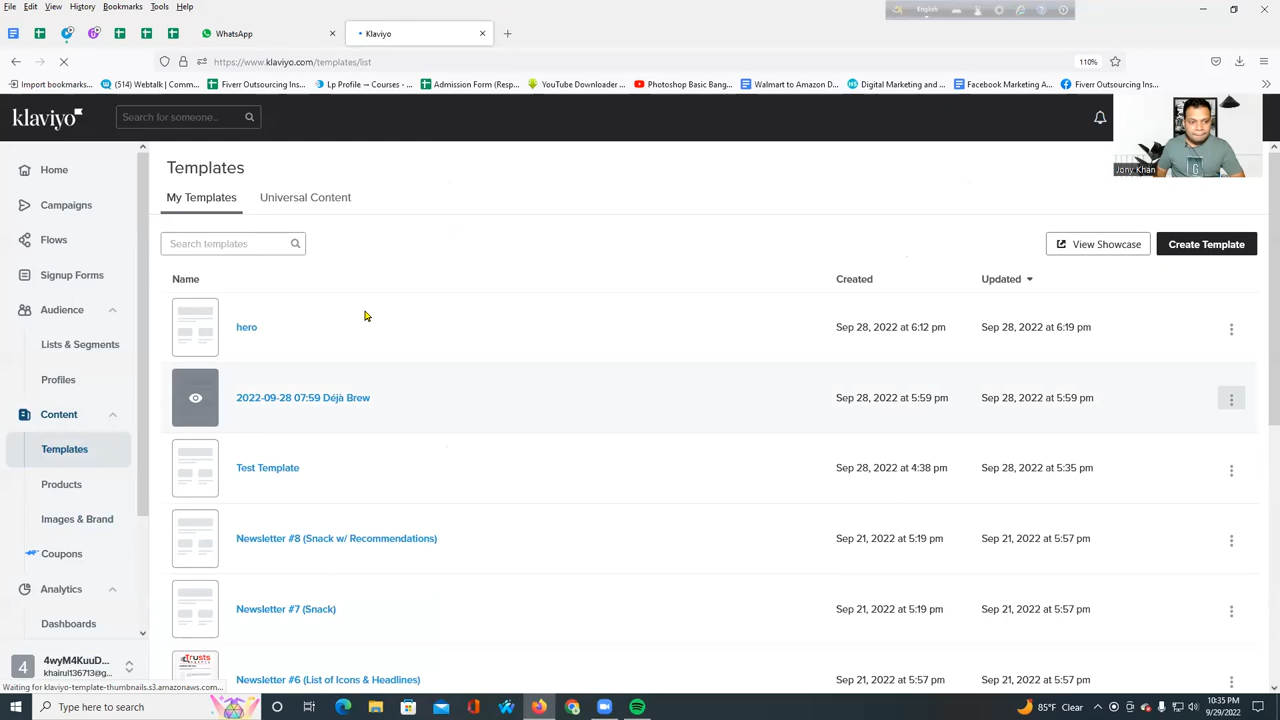 File Edit View History Bookmarks Tools Help
English
WhatsApp
Klaviyo
https://www.klaviyo.com/templates/list
110%
Import bookmarks...
(514) Webtalk | Comm...
Fiverr Outsourcing Ins...
Lp Profile → Courses –...
Admission Form (Resp...
YouTube Downloader ...
Photoshop Basic Bang...
Walmart to Amazon D...
Digital Marketing and ...
Facebook Marketing A...
Fiverr Outsourcing Ins...
klaviyo
Search for someone...
Jony Khan
G
Home
Campaigns
Flows
Signup Forms
Audience
Lists & Segments
Profiles
Content
Templates
Products
Images & Brand
Coupons
Analytics
Dashboards
4
4wyM4KuuD...
khairul136713@g...
Templates
My Templates
Universal Content
Search templates
View Showcase
Create Template
Name
Created
Updated
hero
Sep 28, 2022 at 6:12 pm
Sep 28, 2022 at 6:19 pm
2022-09-28 07:59 Déjà Brew
Sep 28, 2022 at 5:59 pm
Sep 28, 2022 at 5:59 pm
Test Template
Sep 28, 2022 at 4:38 pm
Sep 28, 2022 at 5:35 pm
Newsletter #8 (Snack w/ Recommendations)
Sep 21, 2022 at 5:19 pm
Sep 21, 2022 at 5:57 pm
Newsletter #7 (Snack)
Sep 21, 2022 at 5:19 pm
Sep 21, 2022 at 5:57 pm
Trusts
Newsletter #6 (List of Icons & Headlines)
Sep 21, 2022 at 5:57 pm
Sep 21, 2022 at 5:57 pm
Waiting for klaviyo-template-thumbnails.s3.amazonaws.com...
Type here to search
85°F Clear
10:35 PM
9/29/2022